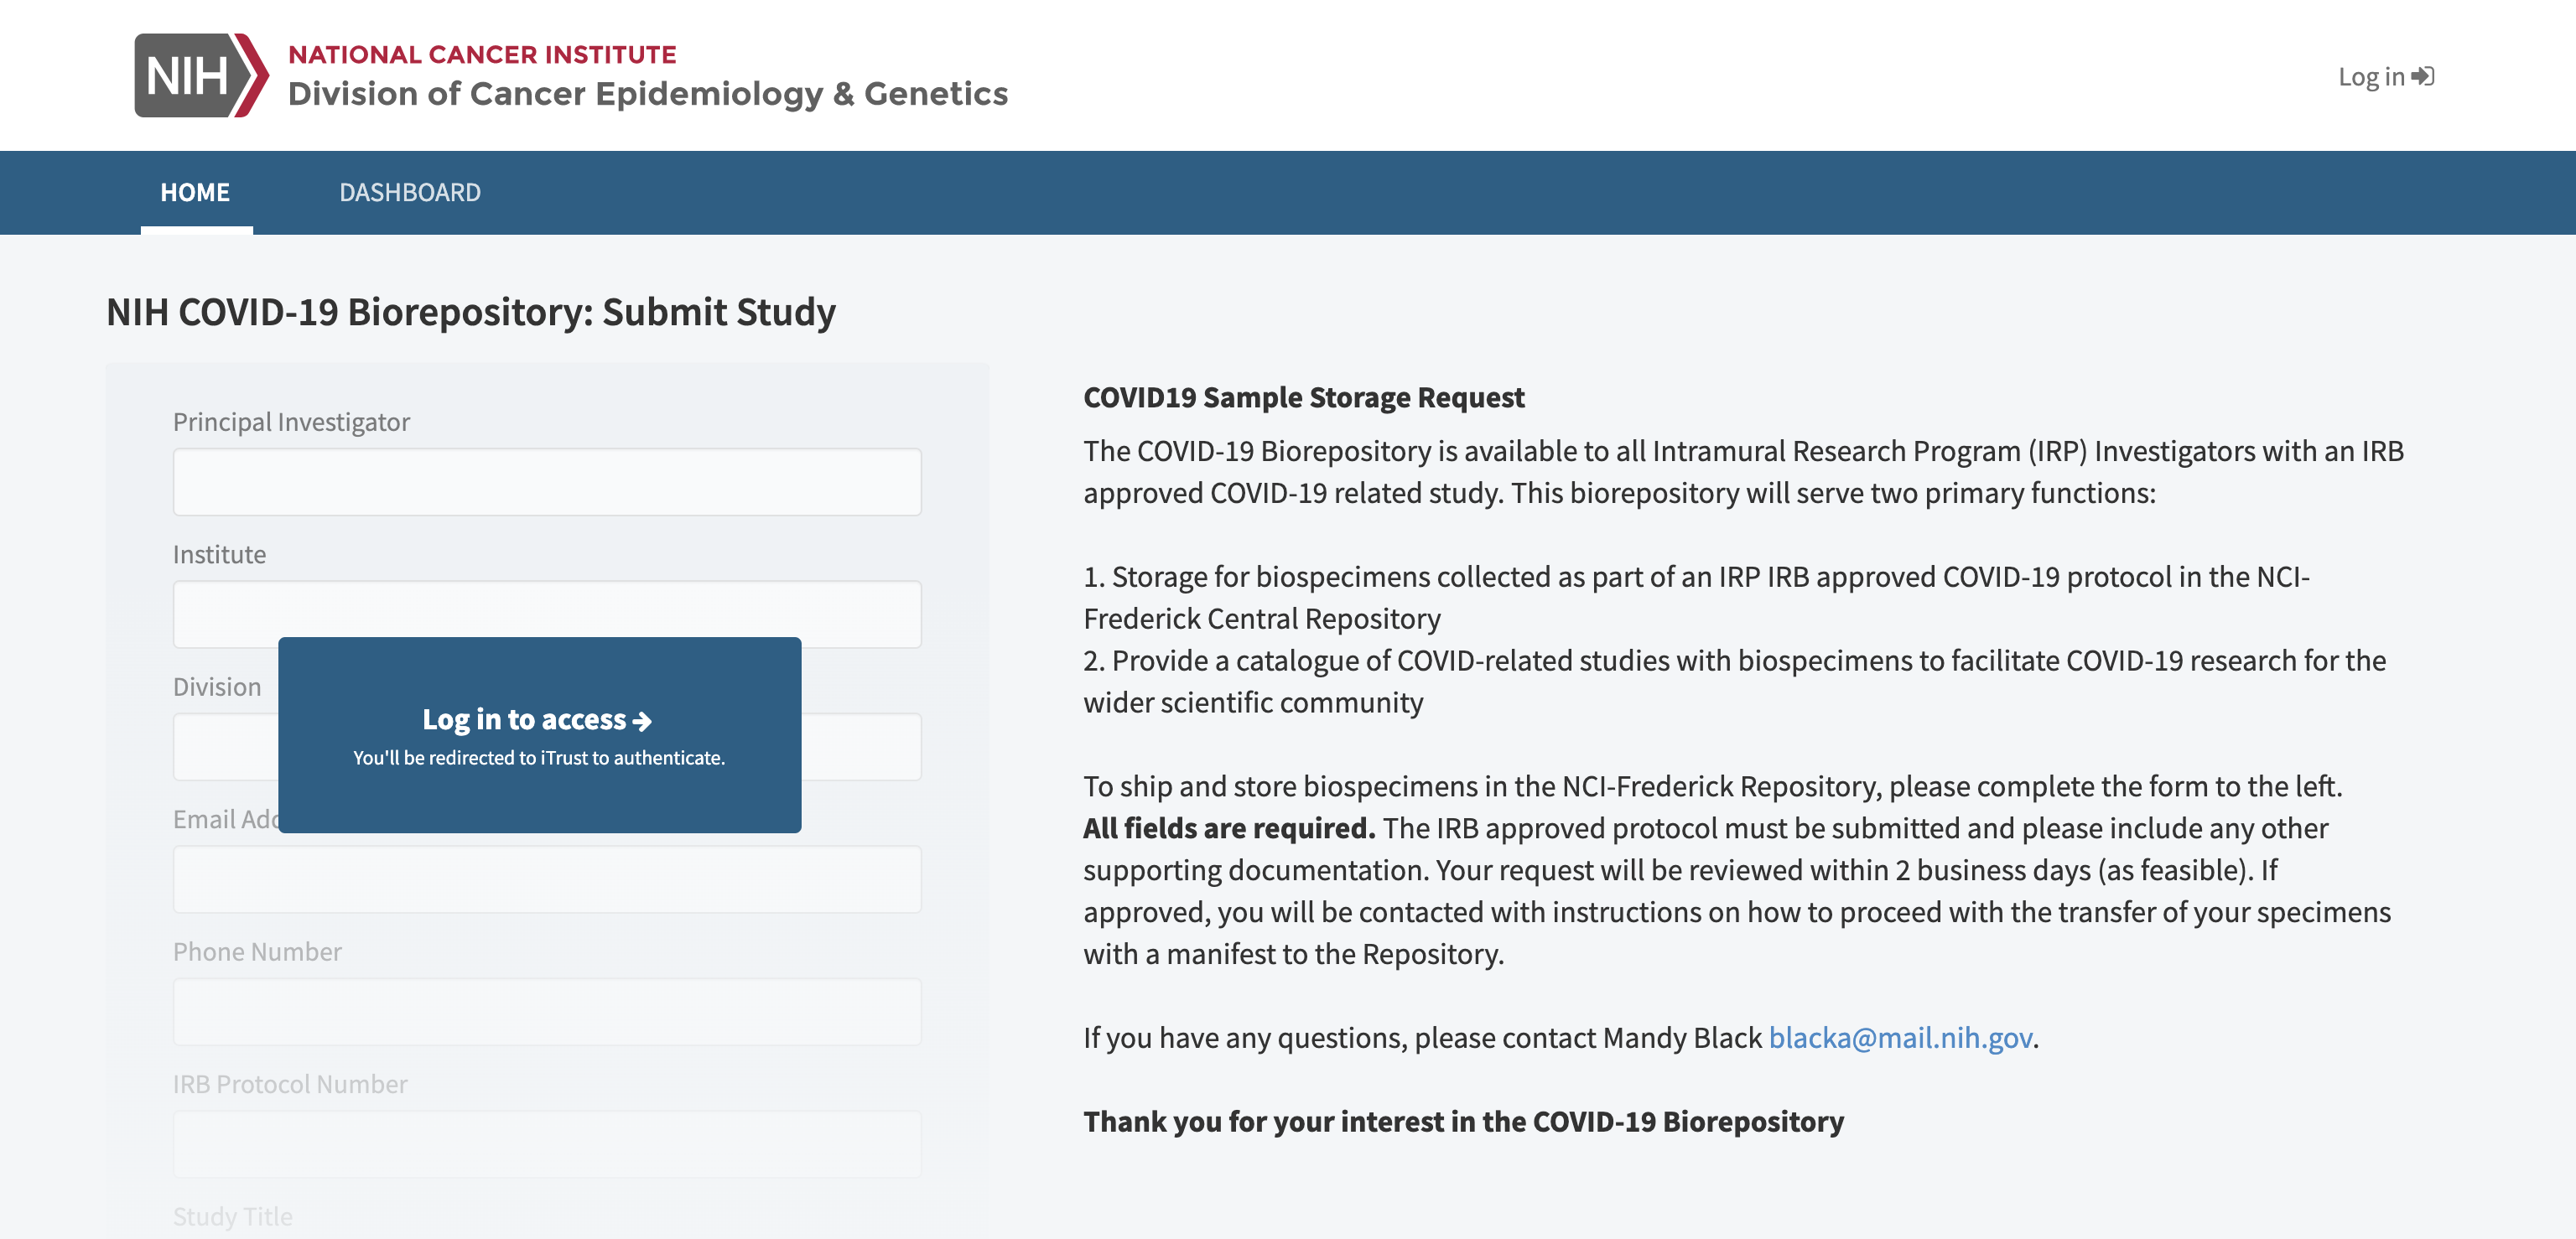 NIH
NATIONAL CANCER INSTITUTE
Division of Cancer Epidemiology & Genetics
Log in
HOME
DASHBOARD
NIH COVID-19 Biorepository: Submit Study
Principal Investigator
Institute
Division
Log in to access
You'll be redirected to iTrust to authenticate.
Email Add
Phone Number
IRB Protocol Number
Study Title
COVID19 Sample Storage Request
The COVID-19 Biorepository is available to all Intramural Research Program (IRP) Investigators with an IRB
approved COVID-19 related study. This biorepository will serve two primary functions:
1. Storage for biospecimens collected as part of an IRP IRB approved COVID-19 protocol in the NCI-
Frederick Central Repository
2. Provide a catalogue of COVID-related studies with biospecimens to facilitate COVID-19 research for the
wider scientific community
To ship and store biospecimens in the NCI-Frederick Repository, please complete the form to the left.
All fields are required. The IRB approved protocol must be submitted and please include any other
supporting documentation. Your request will be reviewed within 2 business days (as feasible). If
approved, you will be contacted with instructions on how to proceed with the transfer of your specimens
with a manifest to the Repository.
If you have any questions, please contact Mandy Black blacka@mail.nih.gov.
Thank you for your interest in the COVID-19 Biorepository